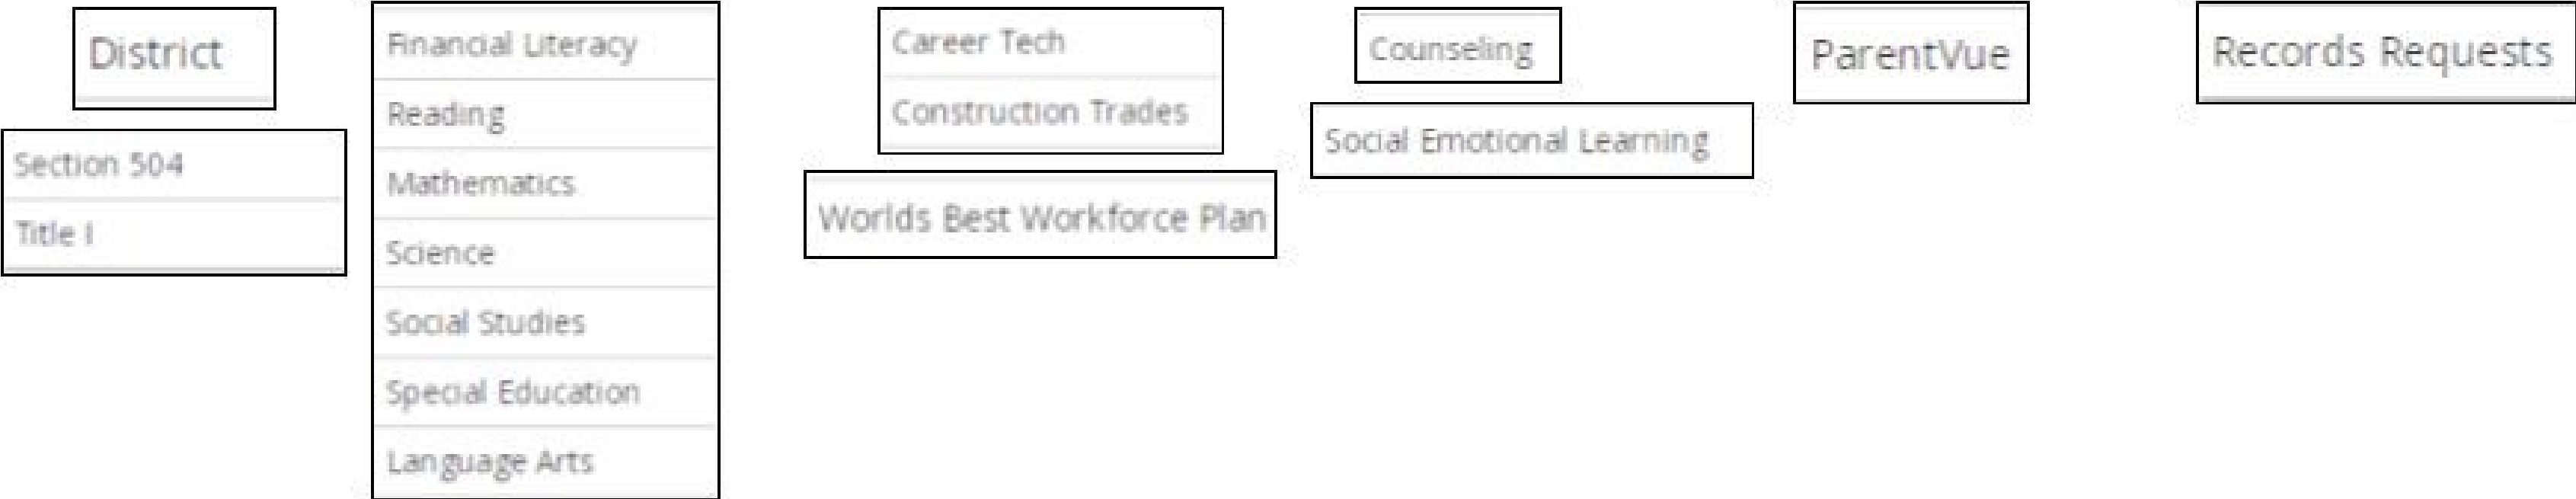 District
Section 504
Title I
Financial Literacy
Reading
Mathematics
Science
Social Studies
Special Education
Language Arts
Career Tech
Construction Trades
Worlds Best Workforce Plan
Counseling
Social Emotional Learning
ParentVue
Records Requests